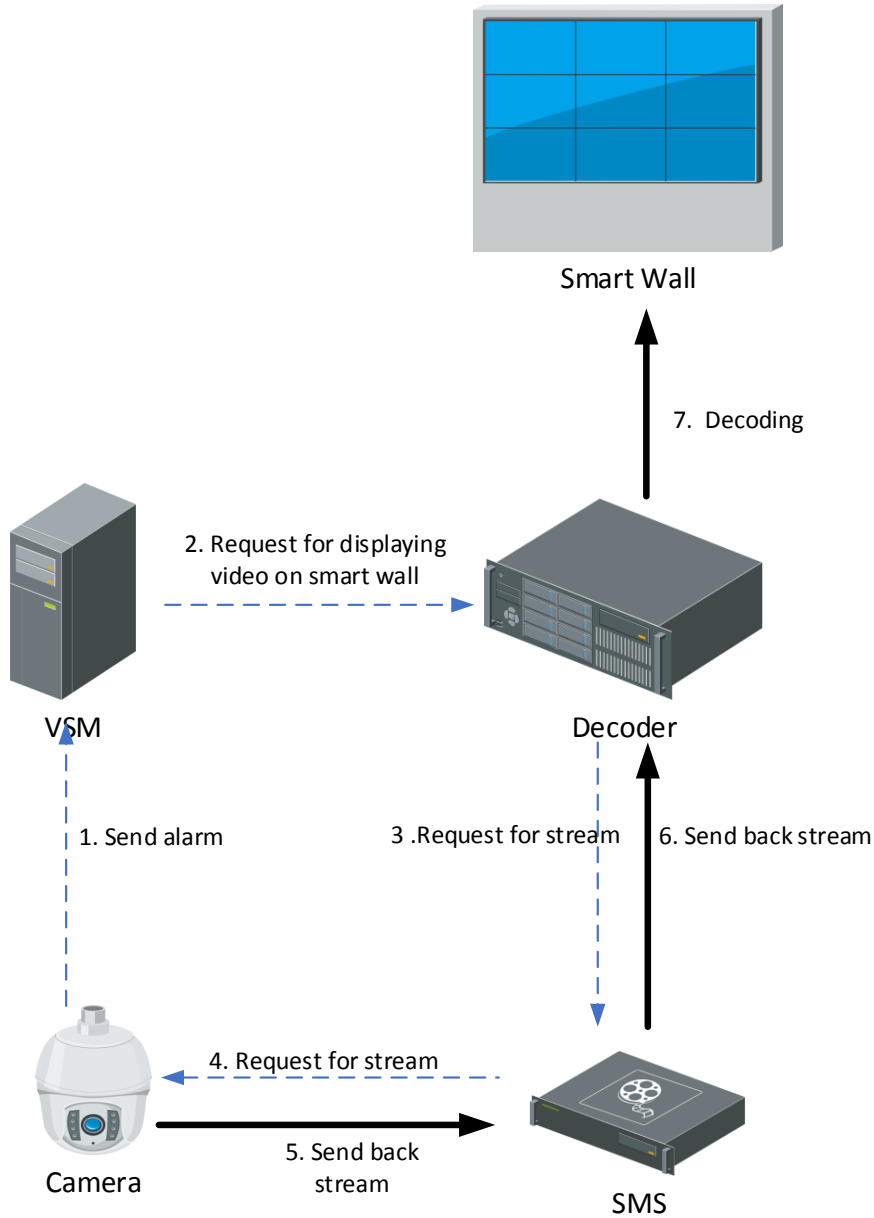 Smart Wall
7. Decoding
2. Request for displaying
video on smart wall
VSM
Decoder
1. Send alarm
3 .Request for stream
6. Send back stream
4. Request for stream
5. Send back
stream
Camera
SMS